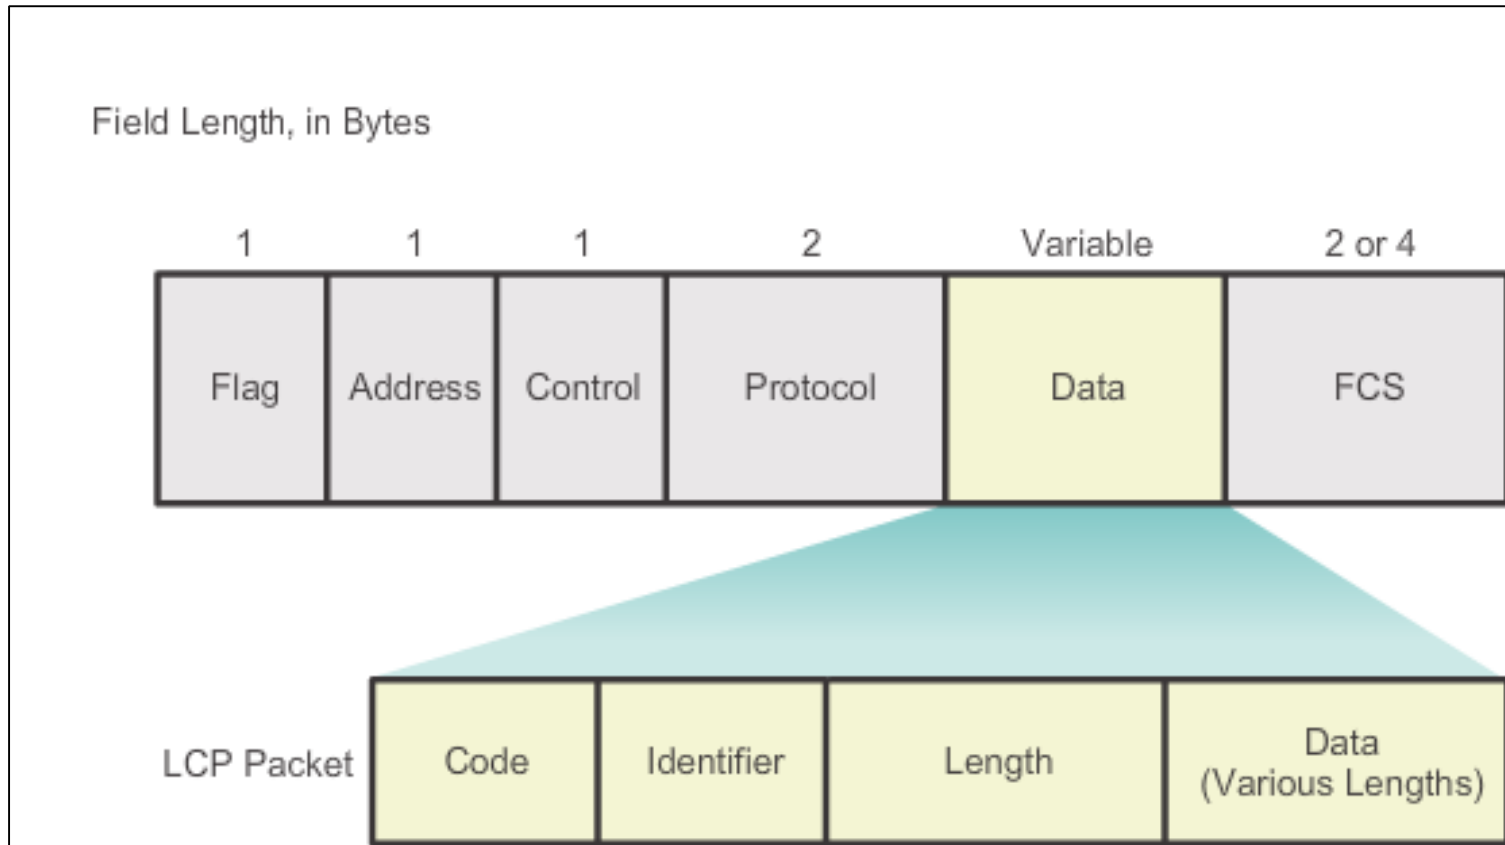 Field Length, in Bytes
1 1 1 2 Variable 2 or 4
Flag Address Control Protocol Data FCS
LCP Packet Code Identifier Length Data
(Various Lengths)